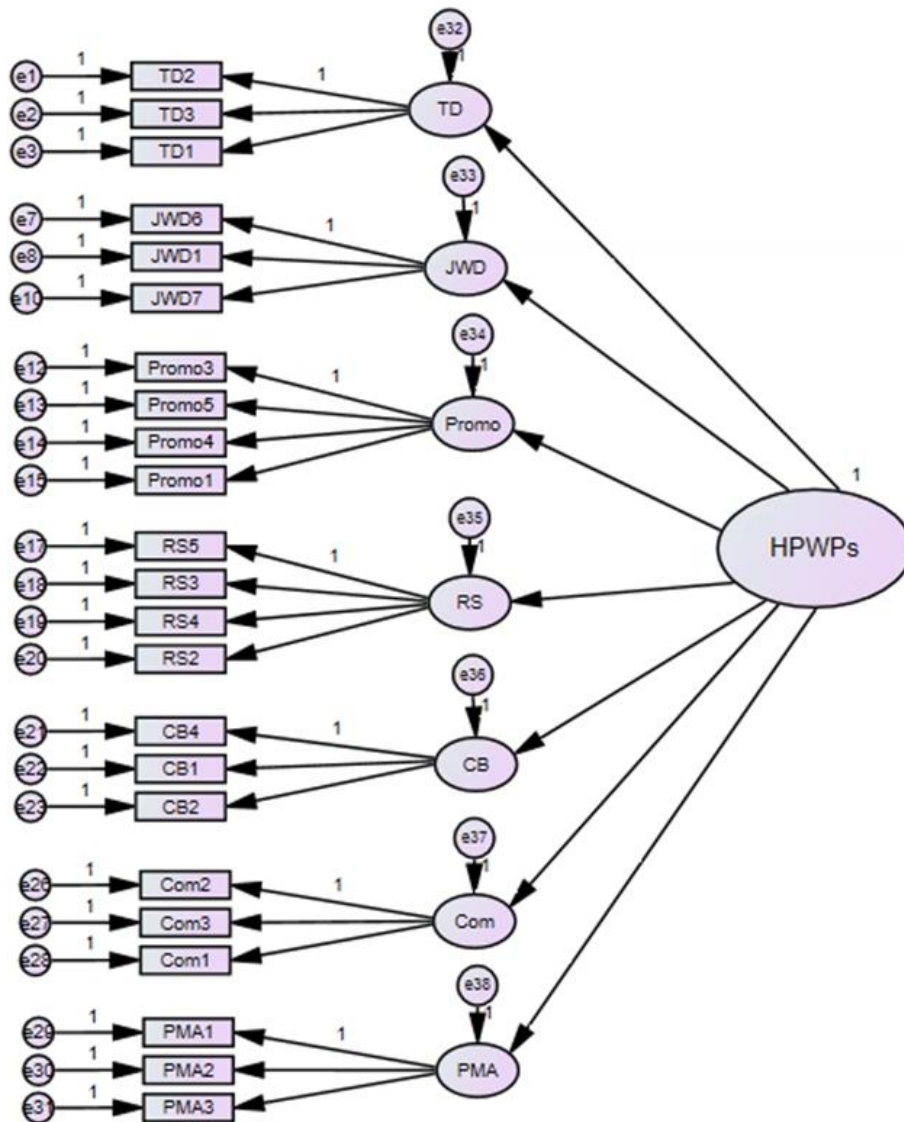 e32
1
e1 1 TD2 1 TD
e2 1 TD3
e3 1 TD1
e33
1
e7 1 JWD6 1
e8 1 JWD1 JWD
e10 1 JWD7
e34
1
e12 1 Promo3 1
e13 1 Promo5 Promo
e14 1 Promo4
e15 1 Promo1
1
HPWPs
e35
1
e17 1 RS5 1
e18 1 RS3 RS
e19 1 RS4
e20 1 RS2
e36
1
e21 1 CB4 1
e22 1 CB1 CB
e23 1 CB2
e37
1
e26 1 Com2 1
e27 1 Com3 Com
e28 1 Com1
e38
1
e29 1 PMA1 1
e30 1 PMA2 PMA
e31 1 PMA3